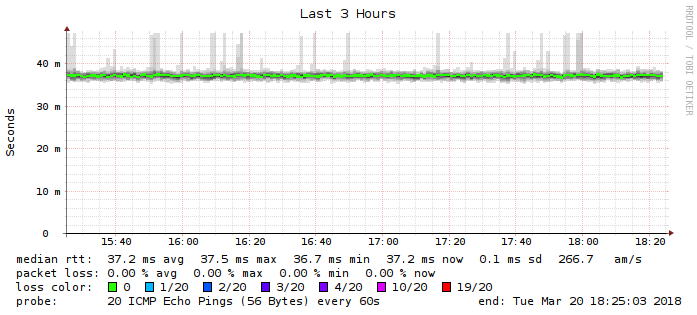 Last 3 Hours
RRDTOOL / TOBI OETIKER
Seconds
40 m
30 m
20 m
10 m
0
15:40 16:00 16:20 16:40 17:00 17:20 17:40 18:00 18:20
median rtt: 37.2 ms avg 37.5 ms max 36.7 ms min 37.2 ms now 0.1 ms sd 266.7 am/s
packet loss: 0.00 % avg 0.00 % max 0.00 % min 0.00 % now
loss color: 0 1/20 2/20 3/20 4/20 10/20 19/20
probe: 20 ICMP Echo Pings (56 Bytes) every 60s end: Tue Mar 20 18:25:03 2018